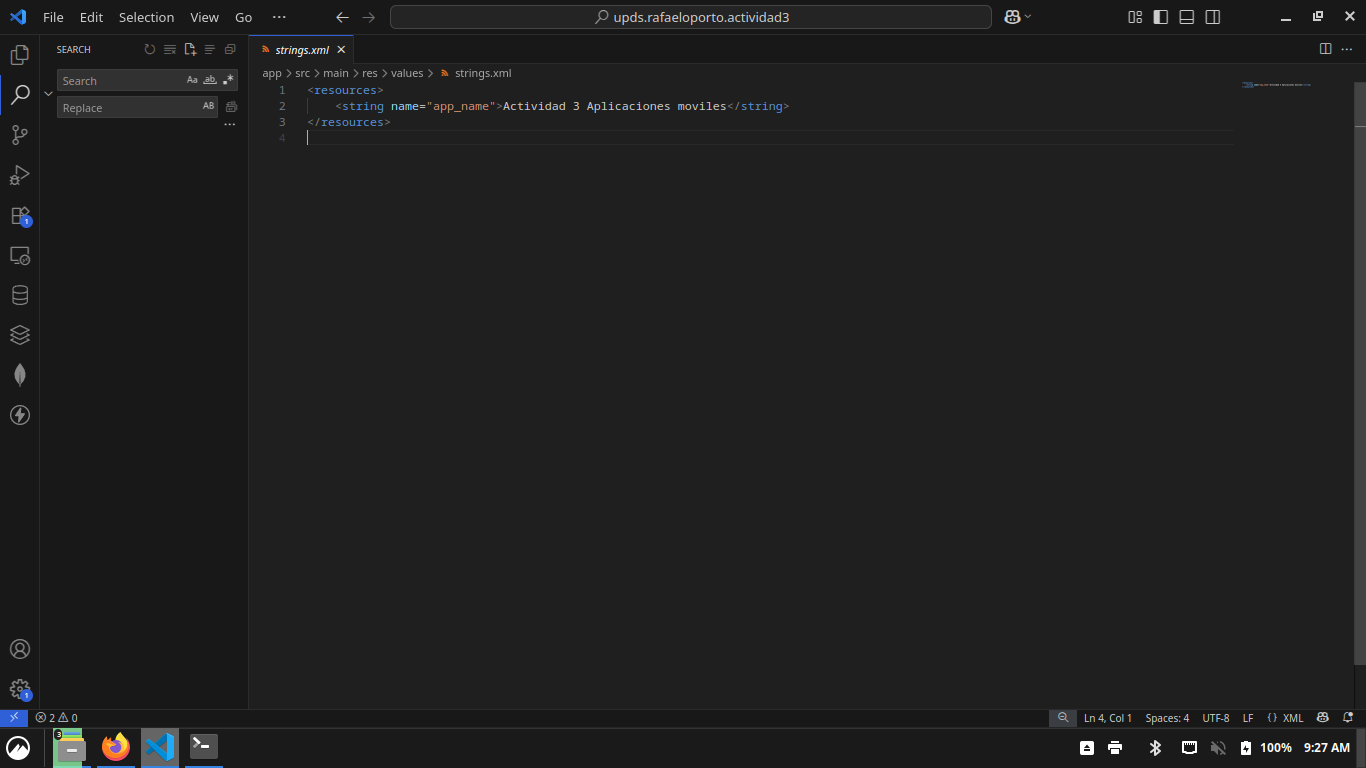 File Edit Selection View Go ··· upds.rafaeloporto.actividad3
SEARCH
Search Aa ab .*
Replace AB
···
strings.xml
app > src > main > res > values > strings.xml
1 <resources>
2 <string name="app_name">Actividad 3 Aplicaciones moviles</string>
3 </resources>
4
1
1
2 0 Ln 4, Col 1 Spaces: 4 UTF-8 LF {} XML
3 100% 9:27 AM